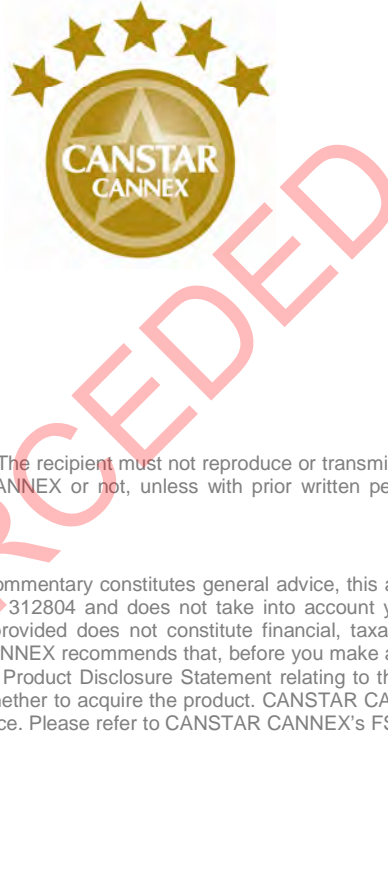 CANSTAR
CANNEX
RCEDED
The recipient must not reproduce or transmi
ANNEX or not, unless with prior written pe
ommentary constitutes general advice, this a
312804 and does not take into account y
provided does not constitute financial, taxa
NNEX recommends that, before you make a
Product Disclosure Statement relating to th
hether to acquire the product. CANSTAR CA
ce. Please refer to CANSTAR CANNEX's FS